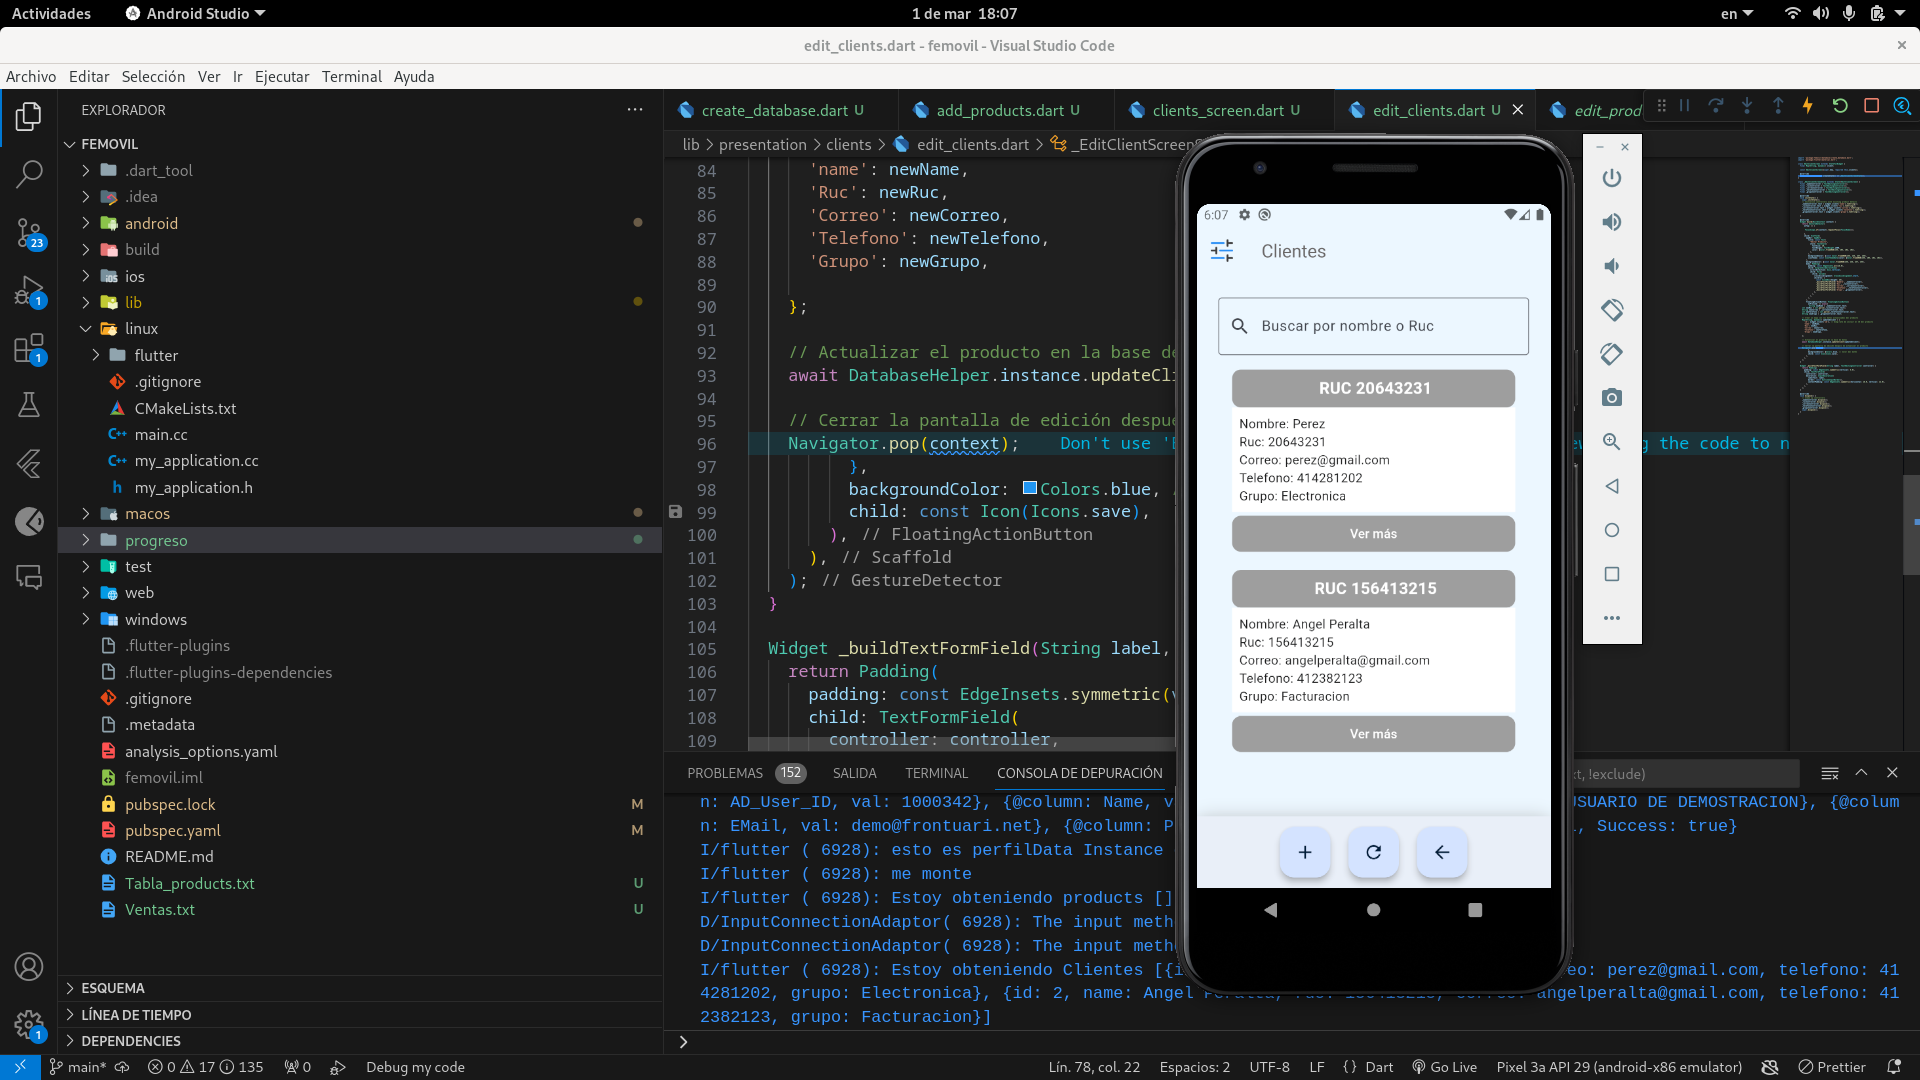 Actividades
Android Studio
1 de mar 18:07
en
edit_clients.dart - femovil - Visual Studio Code
Archivo Editar Selección Ver Ir Ejecutar Terminal Ayuda
EXPLORADOR
FEMOVIL
.dart_tool
.idea
android
build
ios
lib
linux
flutter
.gitignore
CMakeLists.txt
main.cc
my_application.cc
my_application.h
macos
progreso
test
web
windows
.flutter-plugins
.flutter-plugins-dependencies
.gitignore
.metadata
analysis_options.yaml
femovil.iml
pubspec.lock M
pubspec.yaml M
README.md
Tabla_products.txt U
Ventas.txt U
ESQUEMA
LÍNEA DE TIEMPO
DEPENDENCIES
23
1
1
1
create_database.dart U
add_products.dart U
clients_screen.dart U
edit_clients.dart U
edit_prod
lib > presentation > clients > edit_clients.dart > _EditClientScreen
84 'name': newName,
85 'Ruc': newRuc,
86 'Correo': newCorreo,
87 'Telefono': newTelefono,
88 'Grupo': newGrupo,
89
90 };
91
92 // Actualizar el producto en la base de
93 await DatabaseHelper.instance.updateCli
94
95 // Cerrar la pantalla de edición despu
96 Navigator.pop(context); Don't use 'B ew ng the code to n
97 },
98 backgroundColor: Colors.blue,
99 child: const Icon(Icons.save),
100 ), // FloatingActionButton
101 ), // Scaffold
102 ); // GestureDetector
103 }
104
105 Widget _buildTextFormField(String label,
106 return Padding(
107 padding: const EdgeInsets.symmetric(v
108 child: TextFormField(
109 controller: controller,
PROBLEMAS 152 SALIDA TERMINAL CONSOLA DE DEPURACIÓN
xt, !exclude)
n: AD_User_ID, val: 1000342}, {@column: Name, v USUARIO DE DEMOSTRACION}, {@colum
n: EMail, val: demo@frontuari.net}, {@column: P , Success: true}
I/flutter ( 6928): esto es perfilData Instance
I/flutter ( 6928): me monte
I/flutter ( 6928): Estoy obteniendo products []
D/InputConnectionAdaptor( 6928): The input meth
D/InputConnectionAdaptor( 6928): The input meth
I/flutter ( 6928): Estoy obteniendo Clientes [{i eo: perez@gmail.com, telefono: 41
4281202, grupo: Electronica}, {id: 2, name: Angel angelperalta@gmail.com, telefono: 41
2382123, grupo: Facturacion}]
6:07
Clientes
Buscar por nombre o Ruc
RUC 20643231
Nombre: Perez
Ruc: 20643231
Correo: perez@gmail.com
Telefono: 414281202
Grupo: Electronica
Ver más
RUC 156413215
Nombre: Angel Peralta
Ruc: 156413215
Correo: angelperalta@gmail.com
Telefono: 412382123
Grupo: Facturacion
Ver más
main* 0 17 135 0 Debug my code
Lín. 78, col. 22 Espacios: 2 UTF-8 LF {} Dart Go Live Pixel 3a API 29 (android-x86 emulator) Prettier